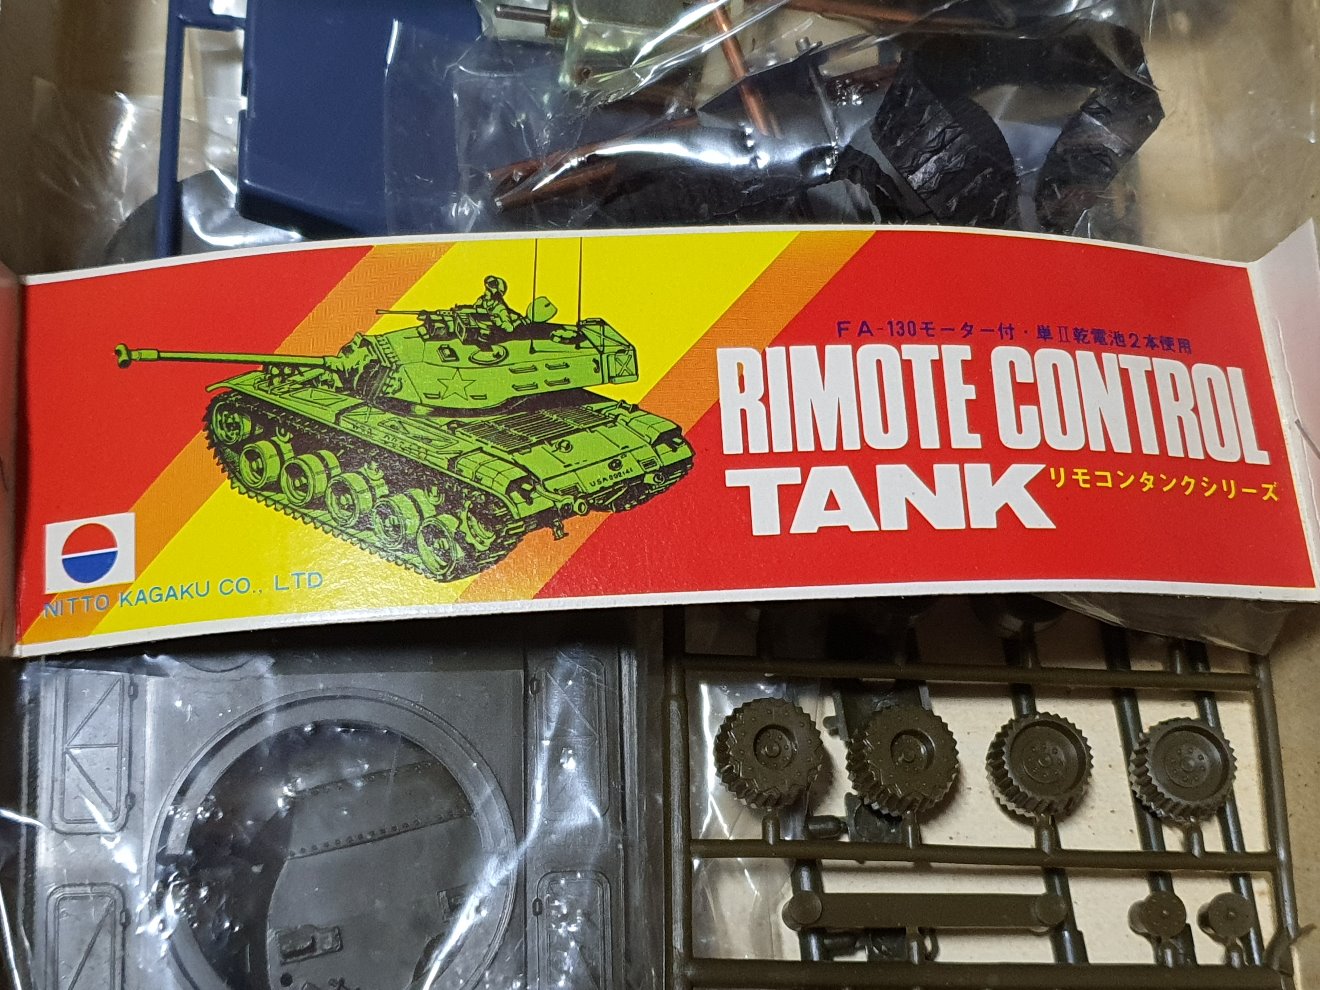 FA-130モーター付・単Ⅱ乾電池2本使用
RIMOTE CONTROL
TANK
リモコンタンクシリーズ
NITTO KAGAKU CO., LTD